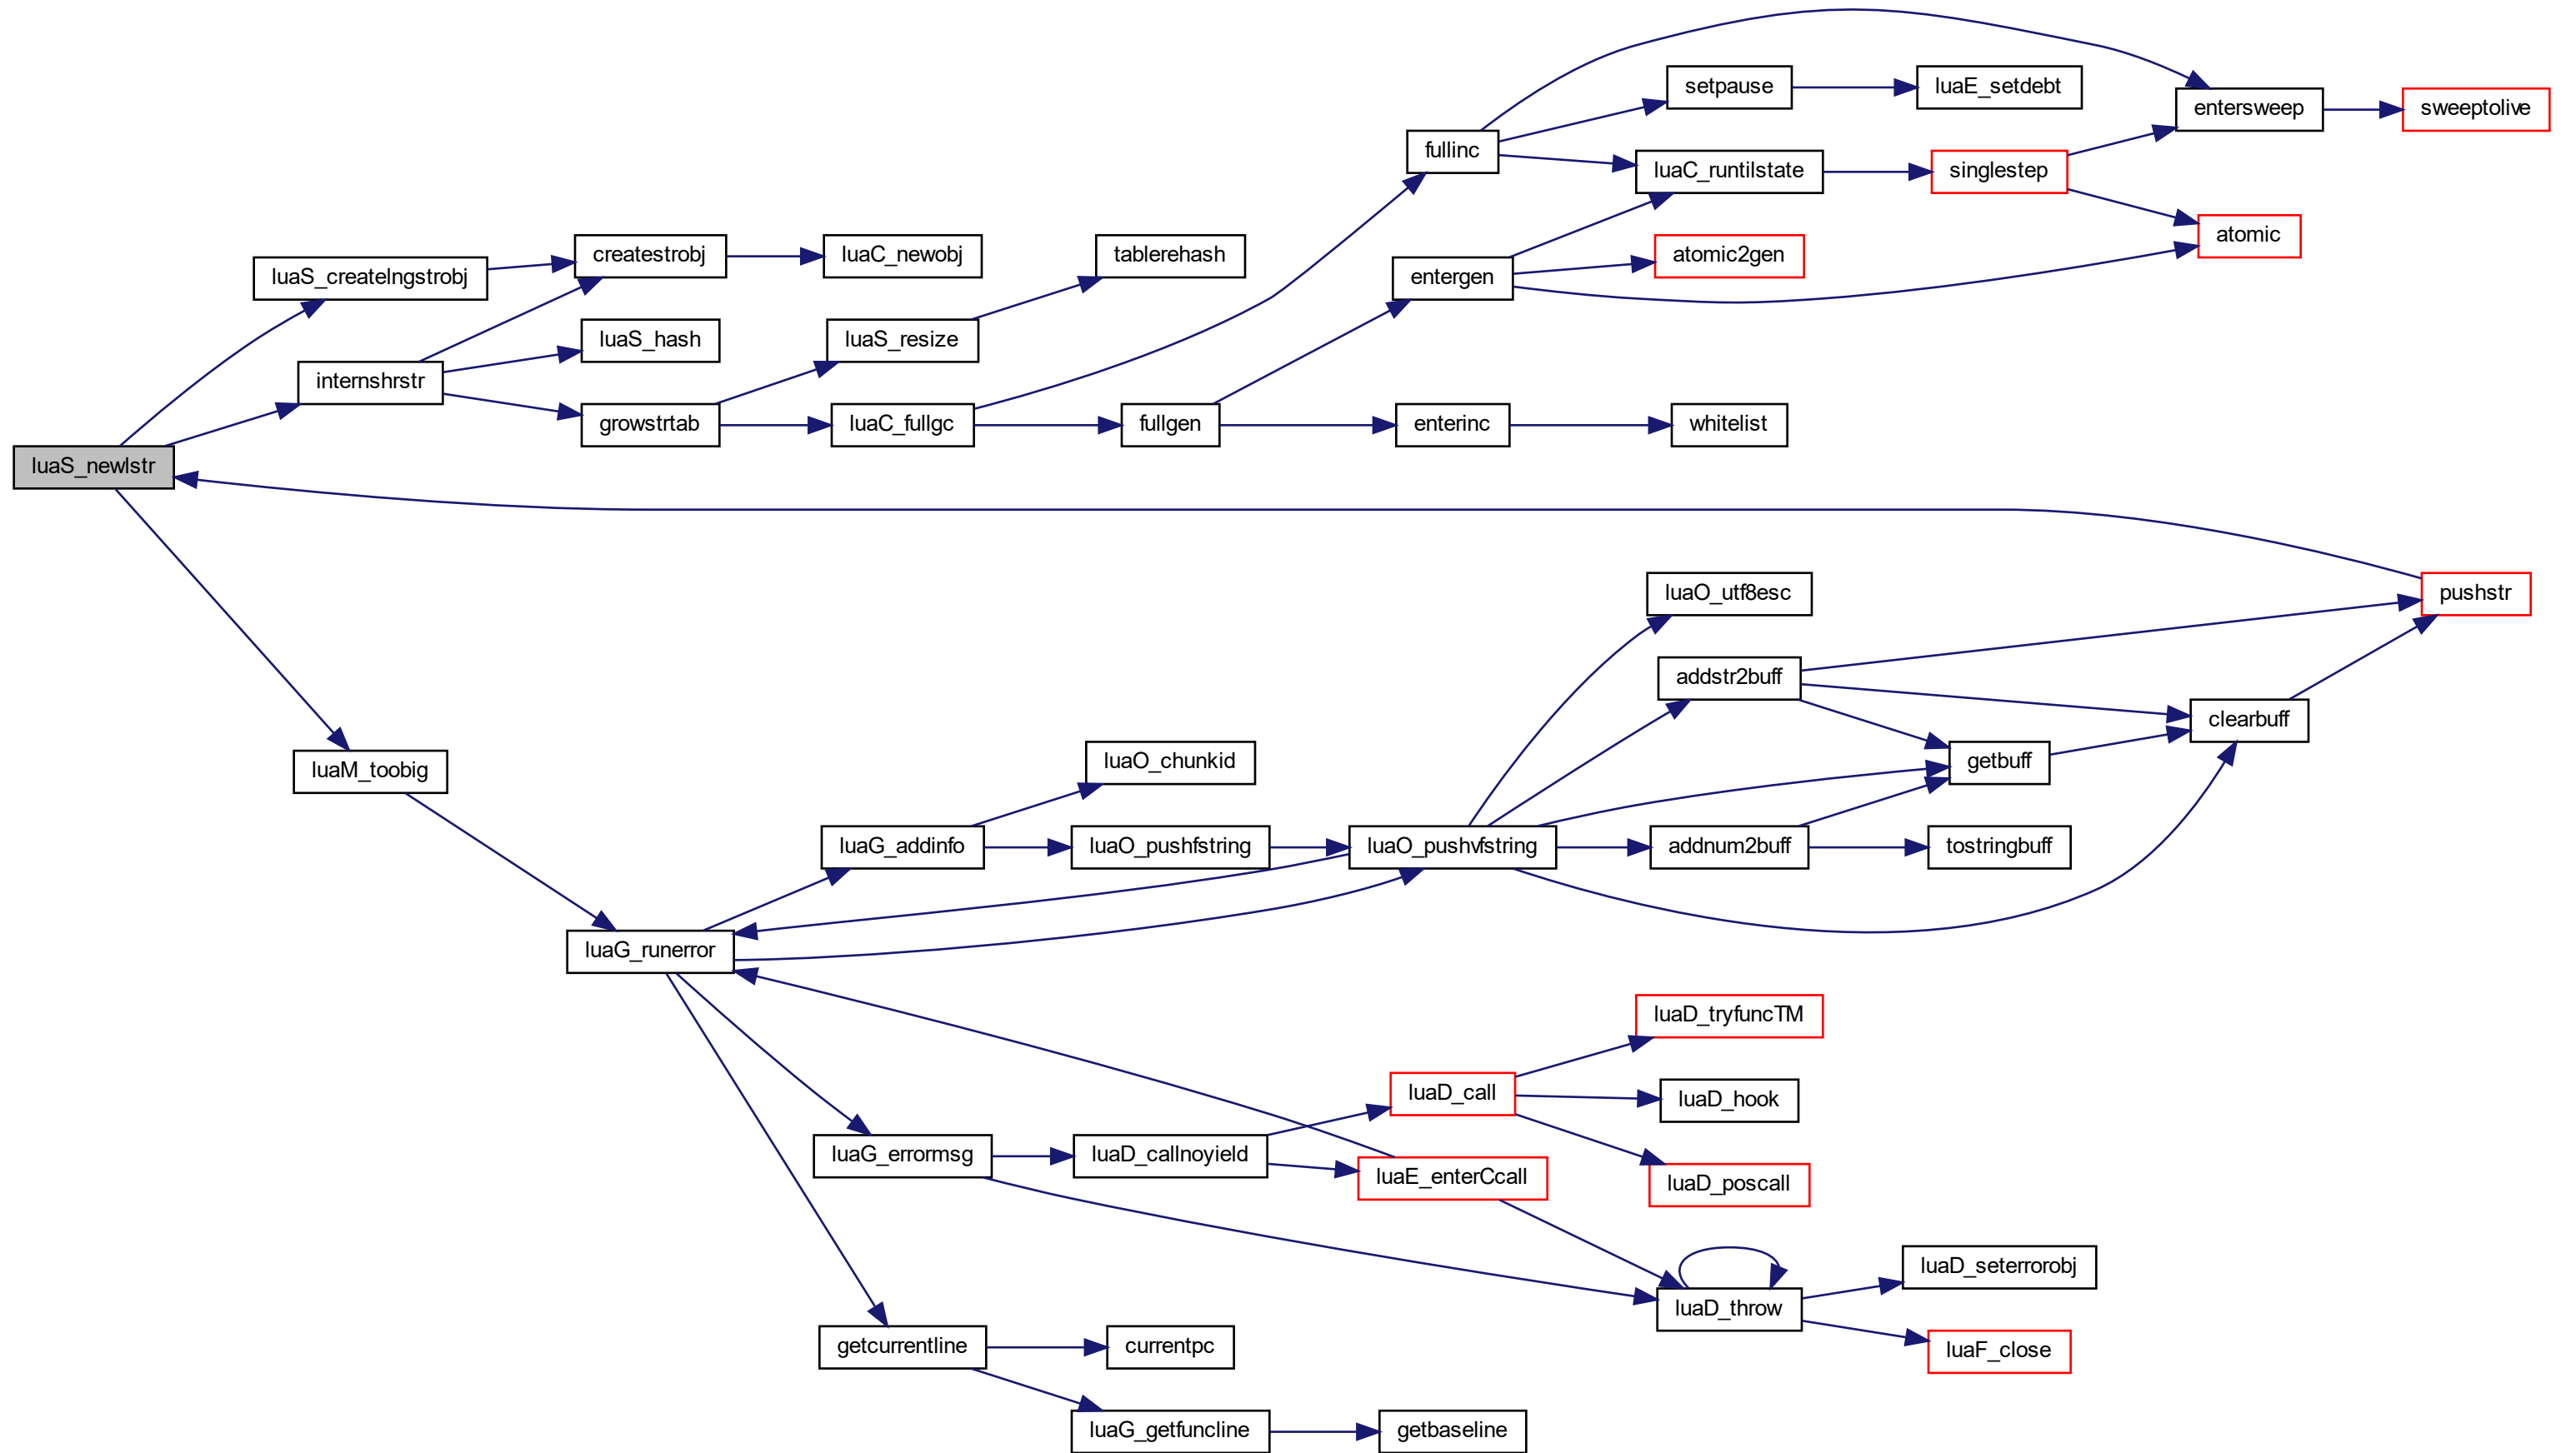 fullinc
setpause
luaE_setdebt
entersweep
sweeptolive
luaC_runtilstate
singlestep
atomic
luaS_createlngstrobj
createstrobj
luaC_newobj
tablerehash
entergen
atomic2gen
internshrstr
luaS_hash
luaS_resize
growstrtab
luaC_fullgc
fullgen
enterinc
whitelist
luaS_newlstr
luaO_utf8esc
pushstr
addstr2buff
clearbuff
luaM_toobig
luaO_chunkid
getbuff
luaG_addinfo
luaO_pushfstring
luaO_pushvfstring
addnum2buff
tostringbuff
luaG_runerror
luaD_tryfuncTM
luaD_call
luaD_hook
luaG_errormsg
luaD_callnoyield
luaE_enterCcall
luaD_poscall
luaD_seterrorobj
luaD_throw
getcurrentline
currentpc
luaF_close
luaG_getfuncline
getbaseline